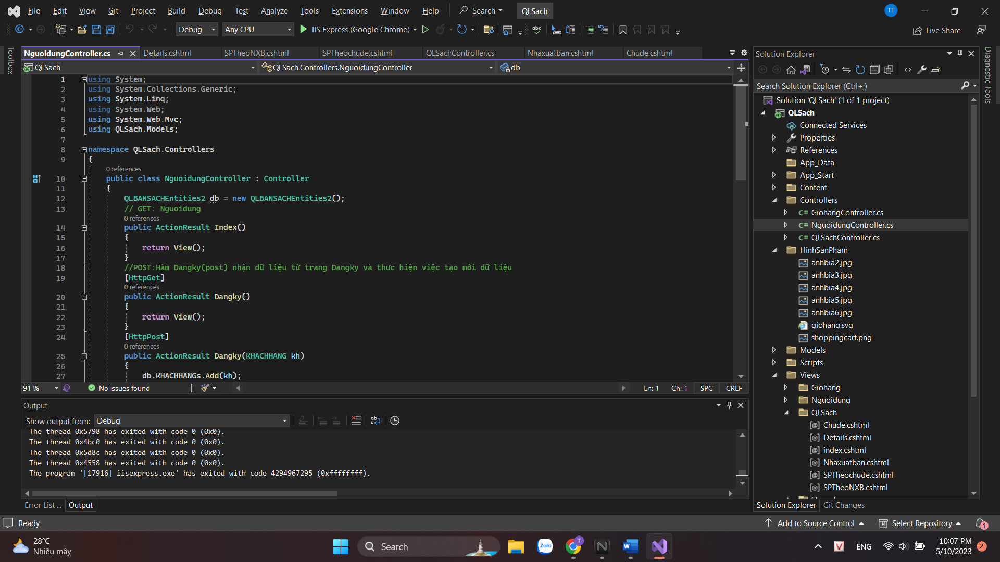 File Edit View Git Project Build Debug Test Analyze Tools Extensions Window Help Search QLSach TT
Debug Any CPU IIS Express (Google Chrome) Live Share
Toolbox
NguoidungController.cs Details.cshtml SPTheoNXB.cshtml SPTheochude.cshtml QLSachController.cs Nhaxuatban.cshtml Chude.cshtml
QLSach QLSach.Controllers.NguoidungController db
1 using System;
2 using System.Collections.Generic;
3 using System.Linq;
4 using System.Web;
5 using System.Web.Mvc;
6 using QLSach.Models;
7
8 namespace QLSach.Controllers
9 {
0 references
10 public class NguoidungController : Controller
11 {
12 QLBANSACHEntities2 db = new QLBANSACHEntities2();
13 // GET: Nguoidung
0 references
14 public ActionResult Index()
15 {
16 return View();
17 }
18 //POST:Hàm Dangky(post) nhận dữ liệu từ trang Dangky và thưc hiện việc tạo mới dữ liệu
19 [HttpGet]
0 references
20 public ActionResult Dangky()
21 {
22 return View();
23 }
24 [HttpPost]
0 references
25 public ActionResult Dangky(KHACHHANG kh)
26 {
27 db.KHACHHANGs.Add(kh);
91 % No issues found Ln: 1 Ch: 1 SPC CRLF
Output
Show output from: Debug
The thread 0x5798 has exited with code 0 (0x0).
The thread 0x4bc0 has exited with code 0 (0x0).
The thread 0x5d8c has exited with code 0 (0x0).
The thread 0x4558 has exited with code 0 (0x0).
The program '[17916] iisexpress.exe' has exited with code 4294967295 (0xffffffff).
Error List ... Output
Solution Explorer
Search Solution Explorer (Ctrl+;)
Solution 'QLSach' (1 of 1 project)
QLSach
Connected Services
Properties
References
App_Data
App_Start
Content
Controllers
C# GiohangController.cs
C# NguoidungController.cs
C# QLSachController.cs
HinhSanPham
anhbia2.jpg
anhbia3.jpg
anhbia4.jpg
anhbia5.jpg
anhbia6.jpg
giohang.svg
shoppingcart.png
Models
Scripts
Views
Giohang
Nguoidung
QLSach
[@] Chude.cshtml
[@] Details.cshtml
[@] index.cshtml
[@] Nhaxuatban.cshtml
[@] SPTheochude.cshtml
[@] SPTheoNXB.cshtml
Solution Explorer Git Changes
Diagnostic Tools
Ready Add to Source Control Select Repository 1
28°C
Nhiều mây
Search Zalo ENG
10:07 PM
5/10/2023 2